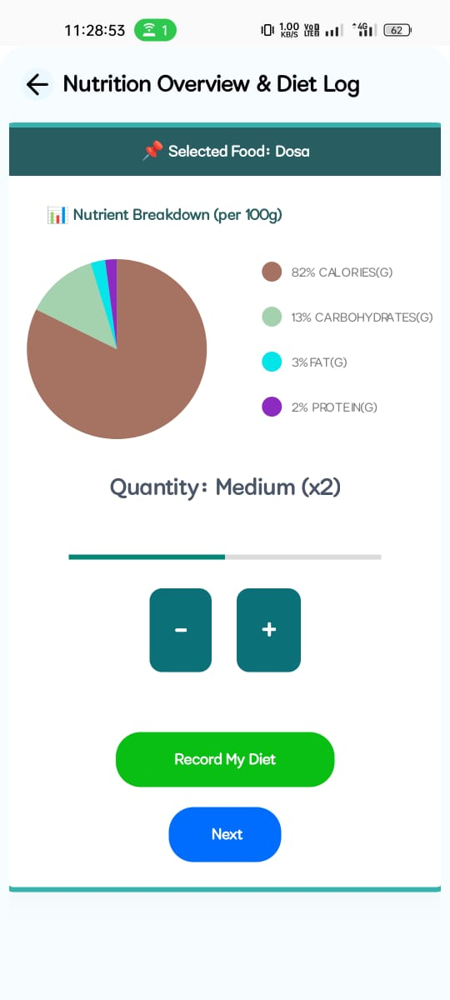 11:28:53
1
1.00 KB/S
VoD LTE
4G
62
Nutrition Overview & Diet Log
Selected Food: Dosa
Nutrient Breakdown (per 100g)
82% CALORIES(G)
13% CARBOHYDRATES(G)
3% FAT(G)
2% PROTEIN(G)
Quantity: Medium (x2)
-
+
Record My Diet
Next